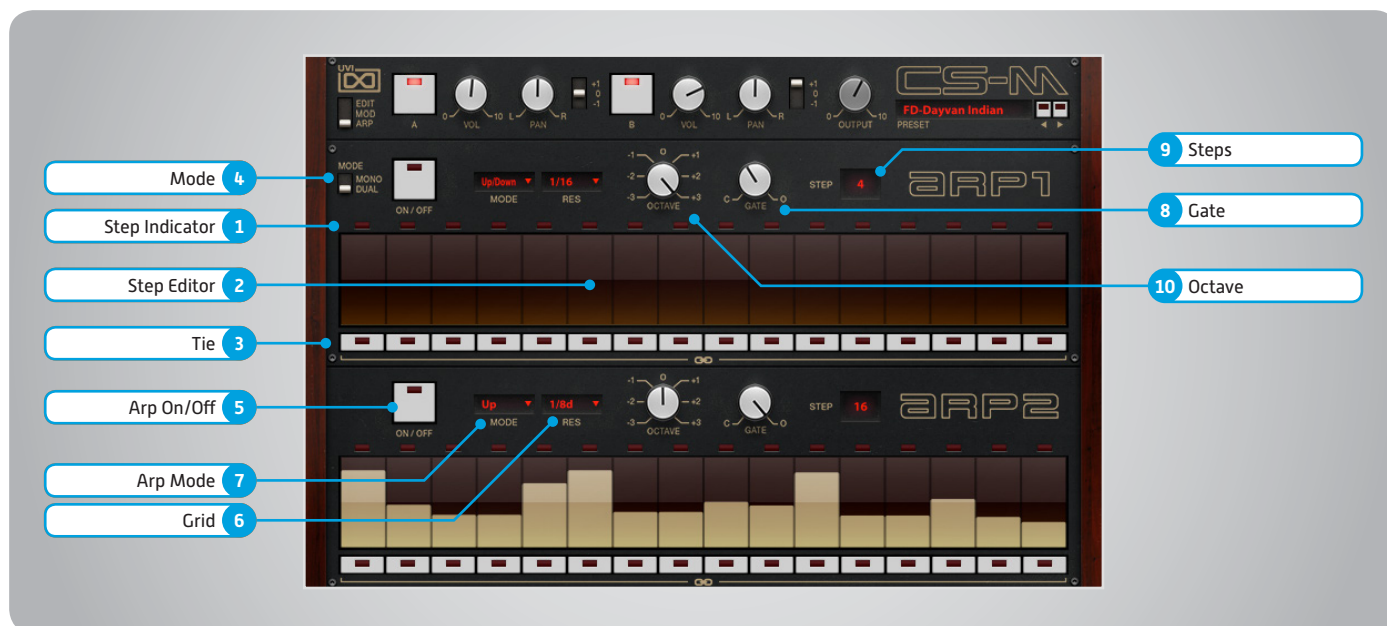 UVI
CS-M
EDIT
MOD
ARP
A
0 VOL 10
L PAN R
+1
0
-1
B
0 VOL 10
L PAN R
+1
0
-1
0 OUTPUT 10
FD-Dayvan Indian
PRESET
9 Steps
MODE
MONO
DUAL
Mode 4
ON / OFF
Up/Down
MODE
1/16
RES
-1 0 +1
-2 +2
-3 +3
OCTAVE
C GATE O
STEP 4
ARP1
8 Gate
Step Indicator 1
Step Editor 2
10 Octave
Tie 3
Arp On/Off 5
ON / OFF
Up
MODE
1/8d
RES
-1 0 +1
-2 +2
-3 +3
OCTAVE
C GATE O
STEP 16
ARP2
Arp Mode 7
Grid 6